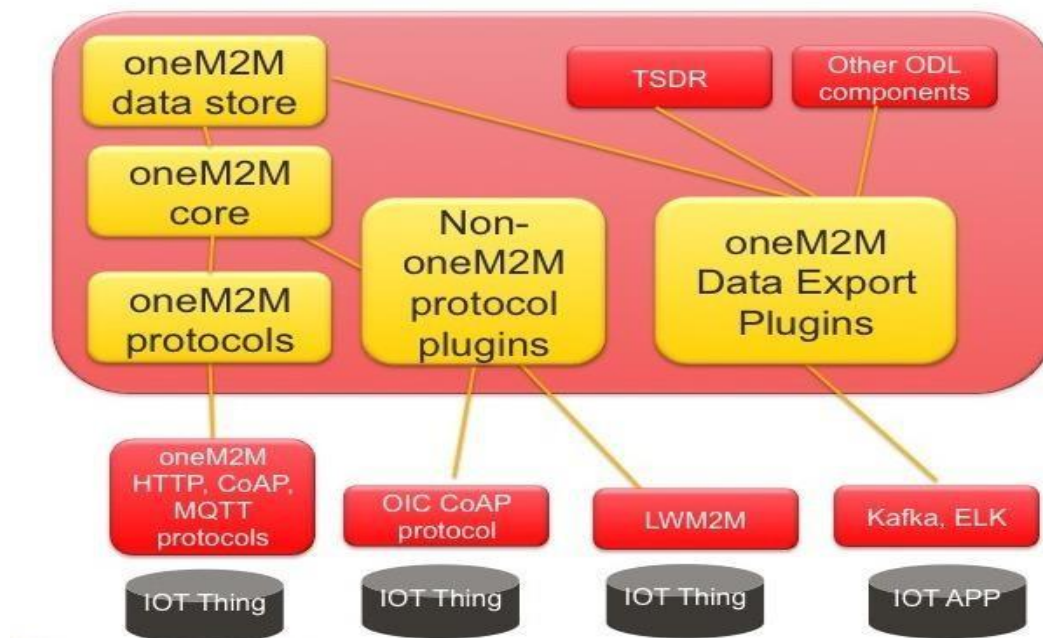 oneM2M
data store
TSDR
Other ODL
components
oneM2M
core
Non-
oneM2M
protocol
plugins
oneM2M
Data Export
Plugins
oneM2M
protocols
oneM2M
HTTP, CoAP,
MQTT
protocols
OIC CoAP
protocol
LWM2M
Kafka, ELK
IOT Thing
IOT Thing
IOT Thing
IOT APP